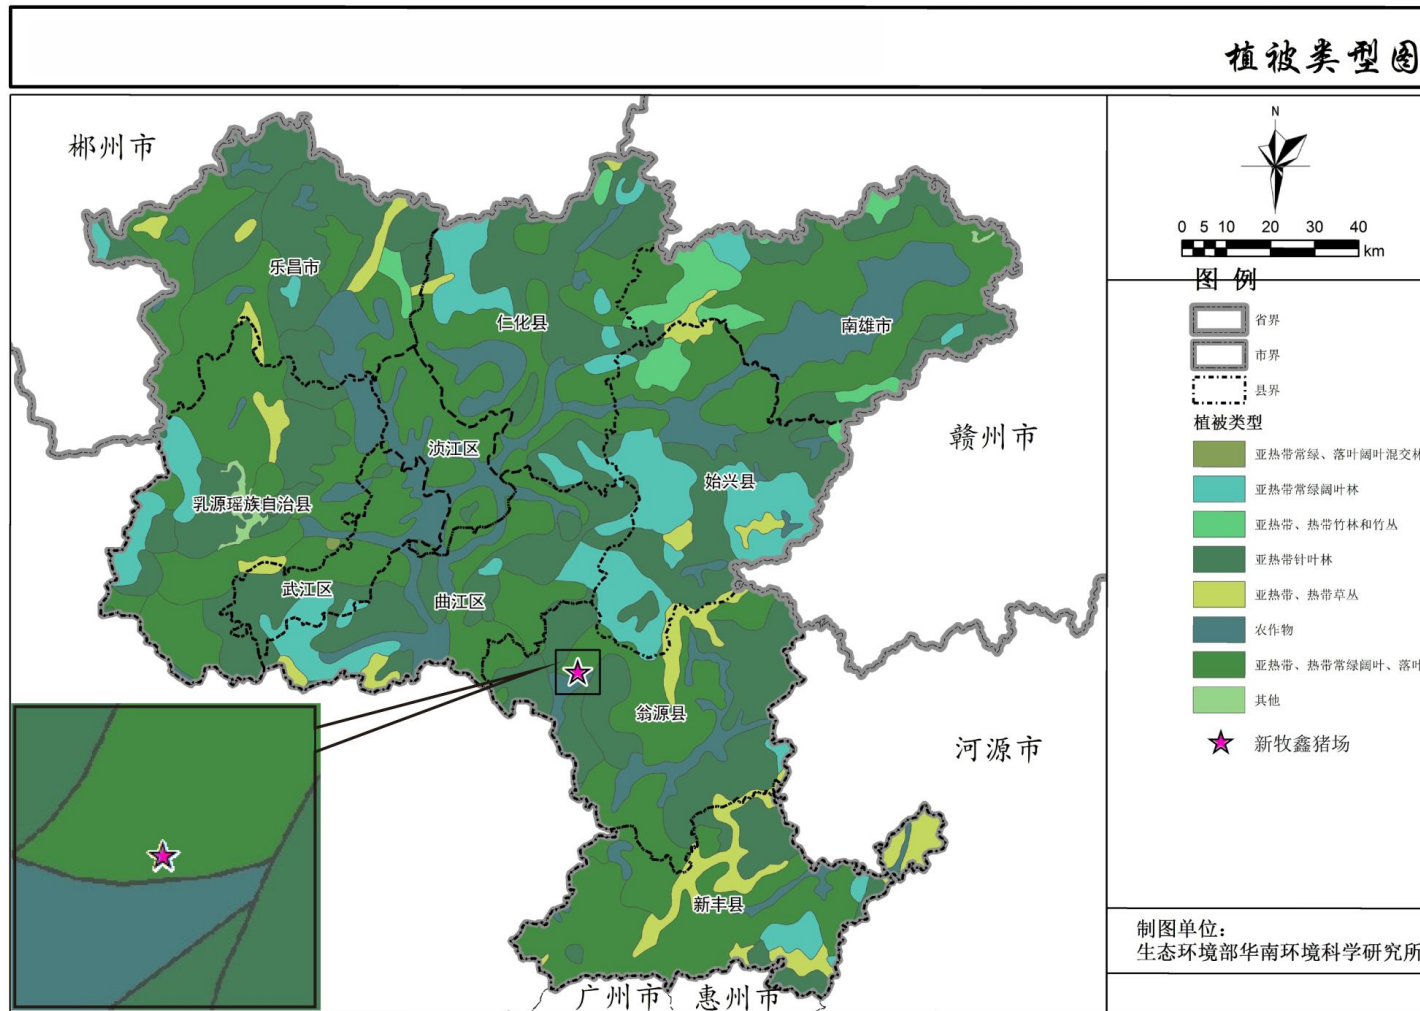 植被类型图
郴州市
N
0 5 10 20 30 40
km
图 例
乐昌市
仁化县
南雄市
省界
市界
县界
植被类型
赣州市
浈江区
始兴县
乳源瑶族自治县
亚热带常绿、落叶阔叶混交林
亚热带常绿阔叶林
亚热带、热带竹林和竹丛
亚热带针叶林
武江区
曲江区
亚热带、热带草丛
农作物
亚热带、热带常绿阔叶、落叶
其他
翁源县
河源市
新牧鑫猪场
新丰县
制图单位：
生态环境部华南环境科学研究所
广州市
惠州市